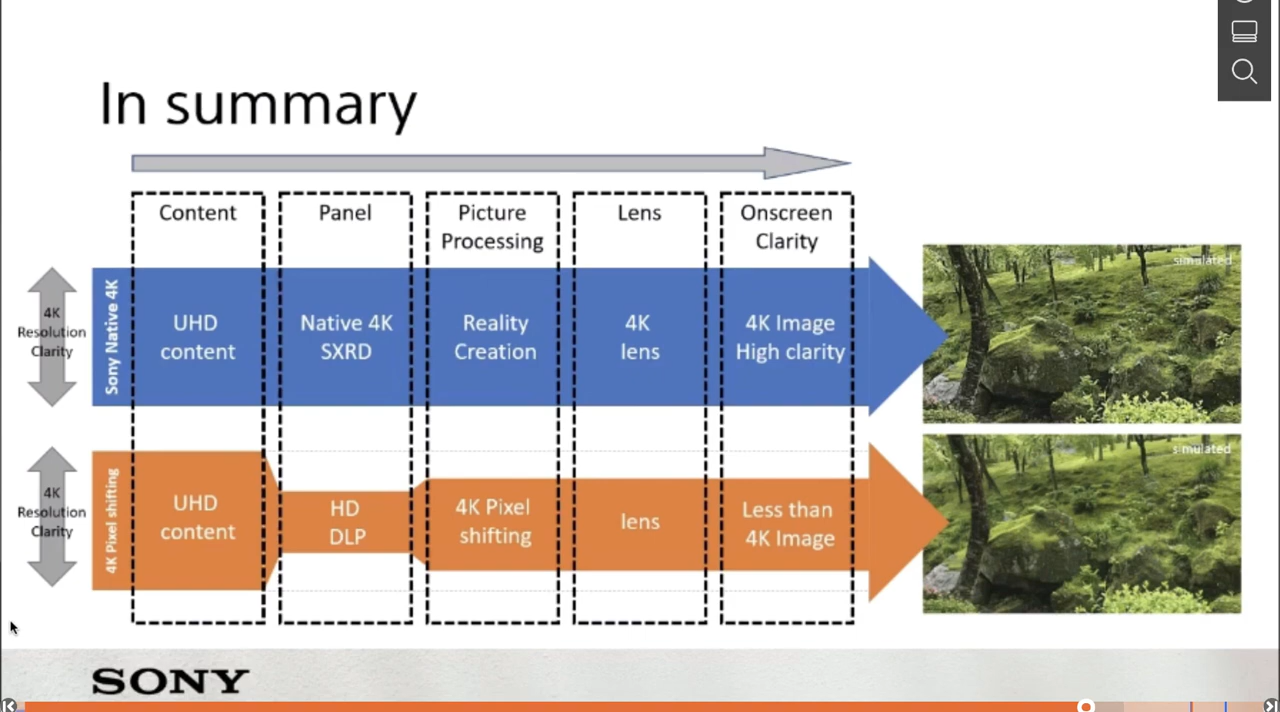 In summary
Content
Panel
Picture
Processing
Lens
Onscreen
Clarity
4K
Resolution
Clarity
Sony Native 4K
UHD
content
Native 4K
SXRD
Reality
Creation
4K
lens
4K Image
High clarity
simulated
4K
Resolution
Clarity
4K Pixel shifting
UHD
content
HD
DLP
4K Pixel
shifting
lens
Less than
4K Image
simulated
SONY